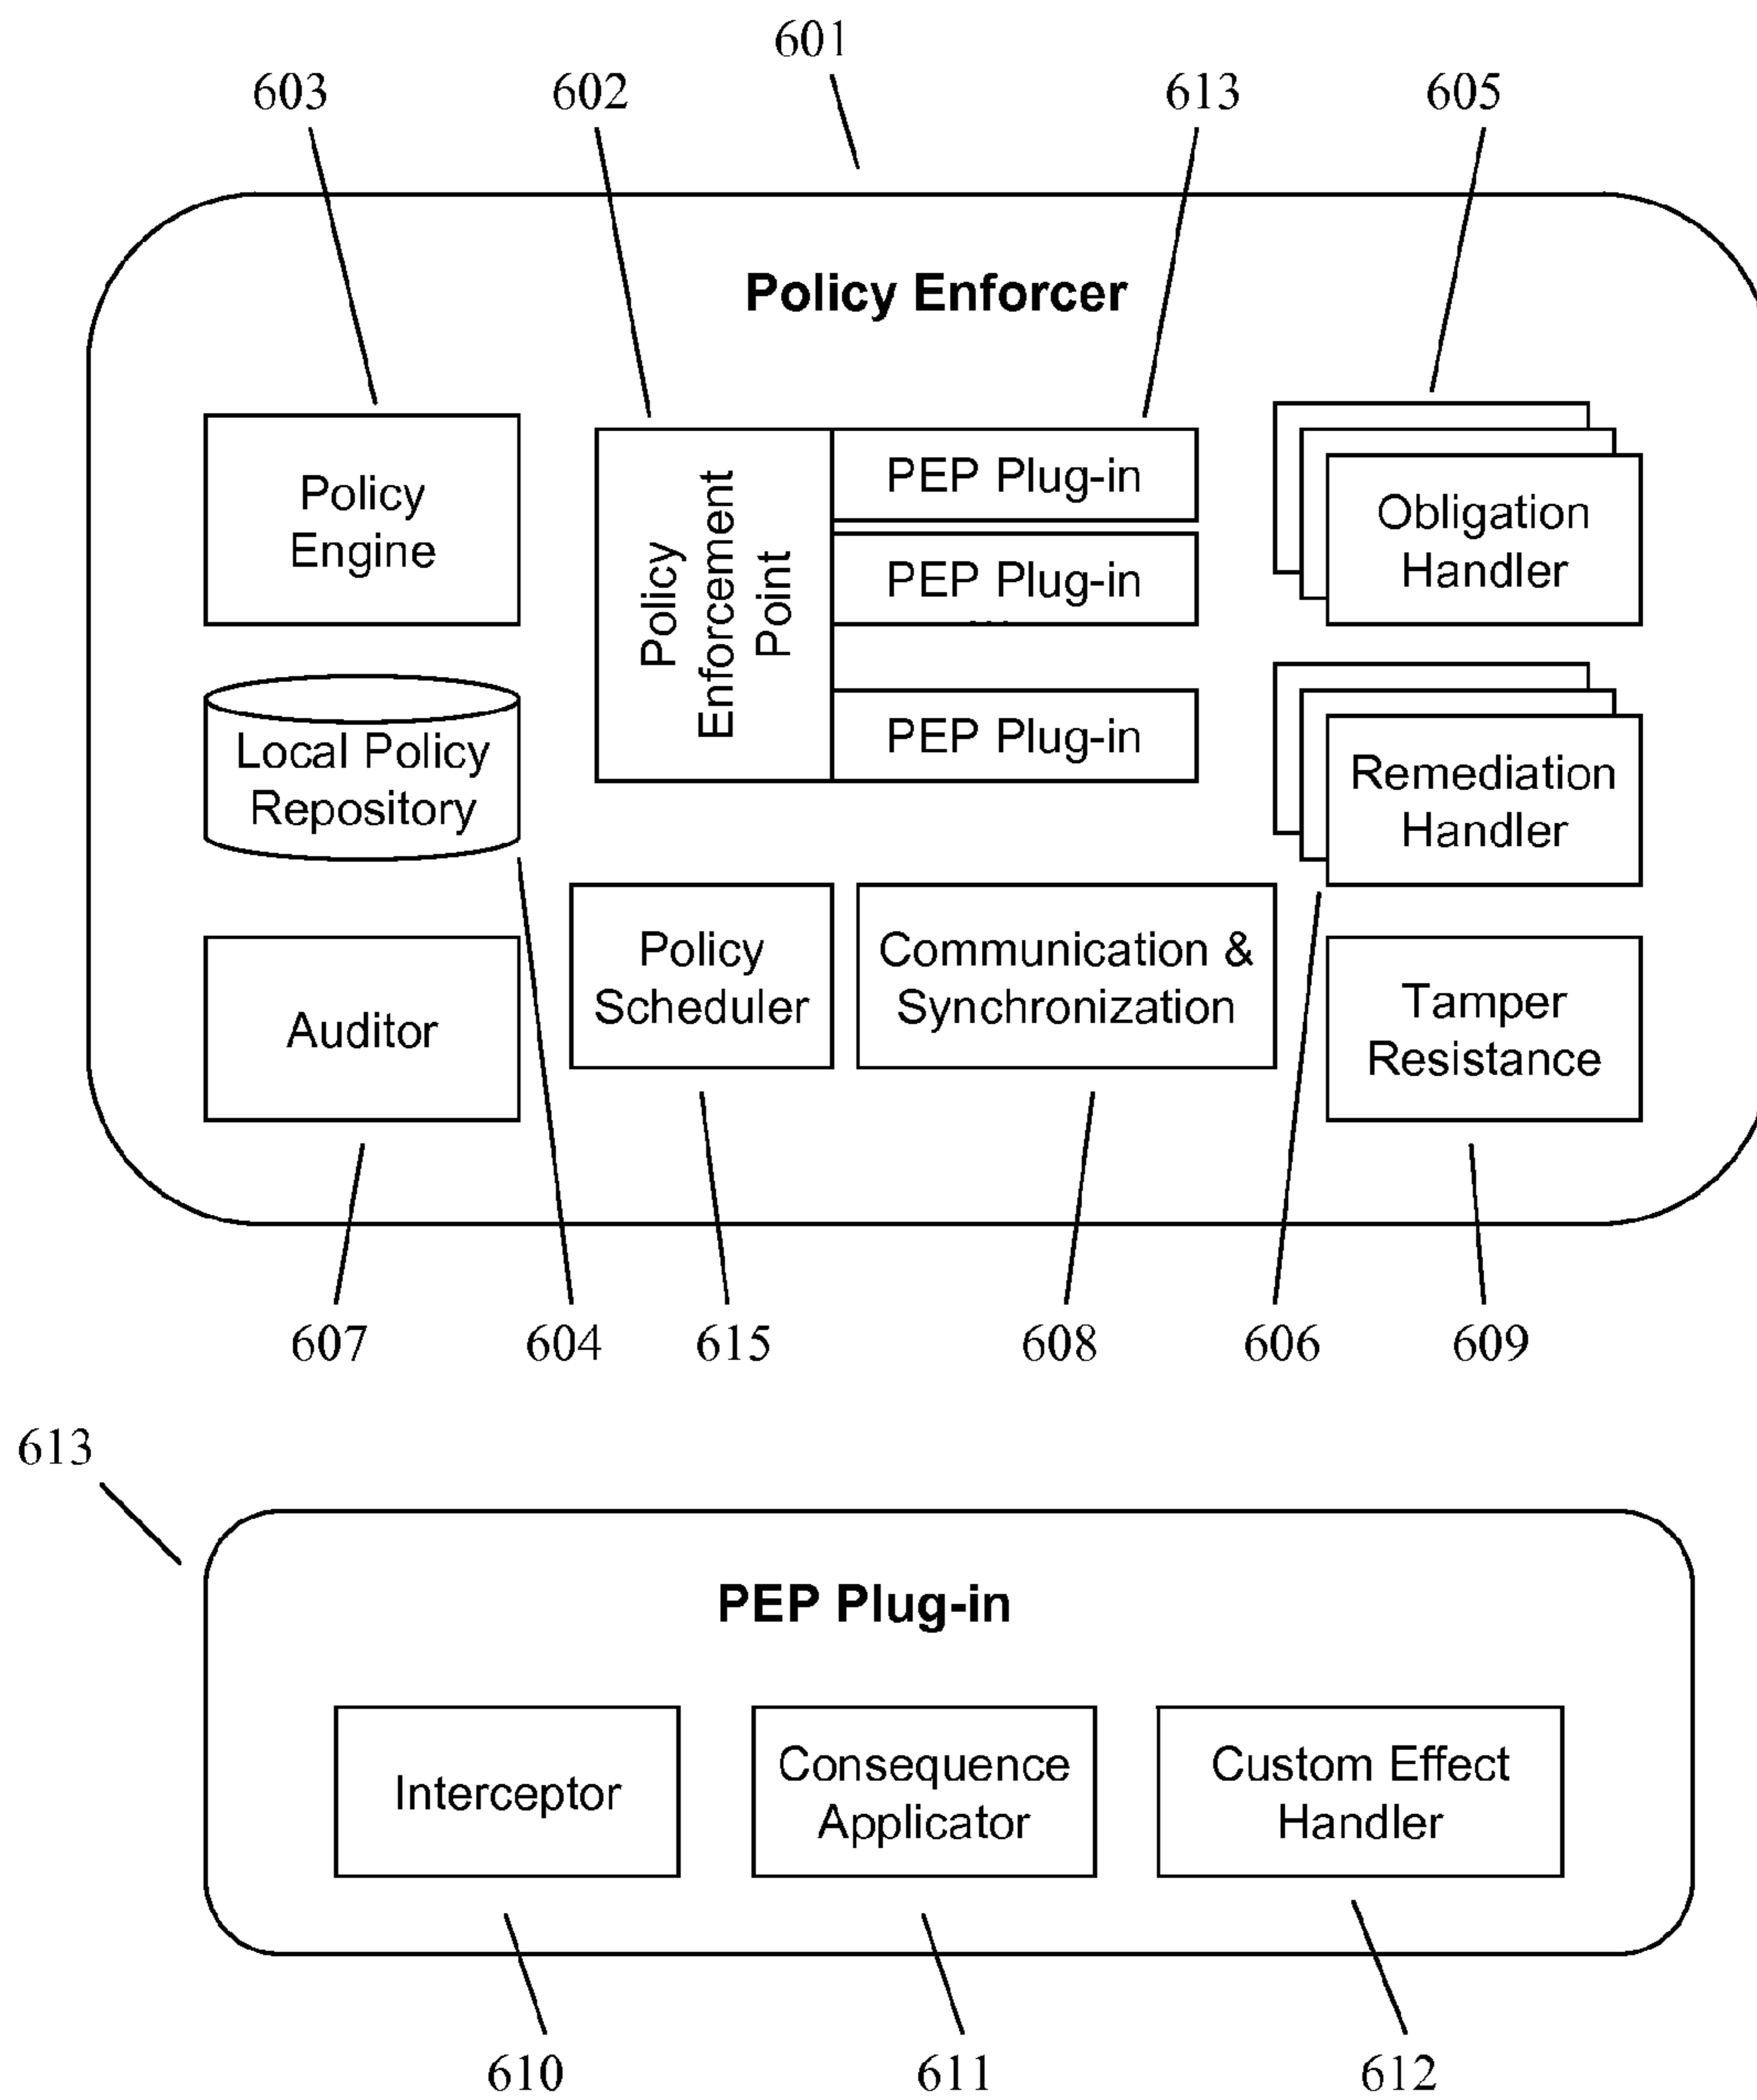 601
603
602
613
605
Policy Enforcer
Policy
Engine
Policy
Enforcement
Point
PEP Plug-in
PEP Plug-in
...
PEP Plug-in
Obligation
Handler
Local Policy
Repository
Remediation
Handler
Auditor
Policy
Scheduler
Communication &
Synchronization
Tamper
Resistance
607
604
615
608
606
609
613
PEP Plug-in
Interceptor
Consequence
Applicator
Custom Effect
Handler
610
611
612